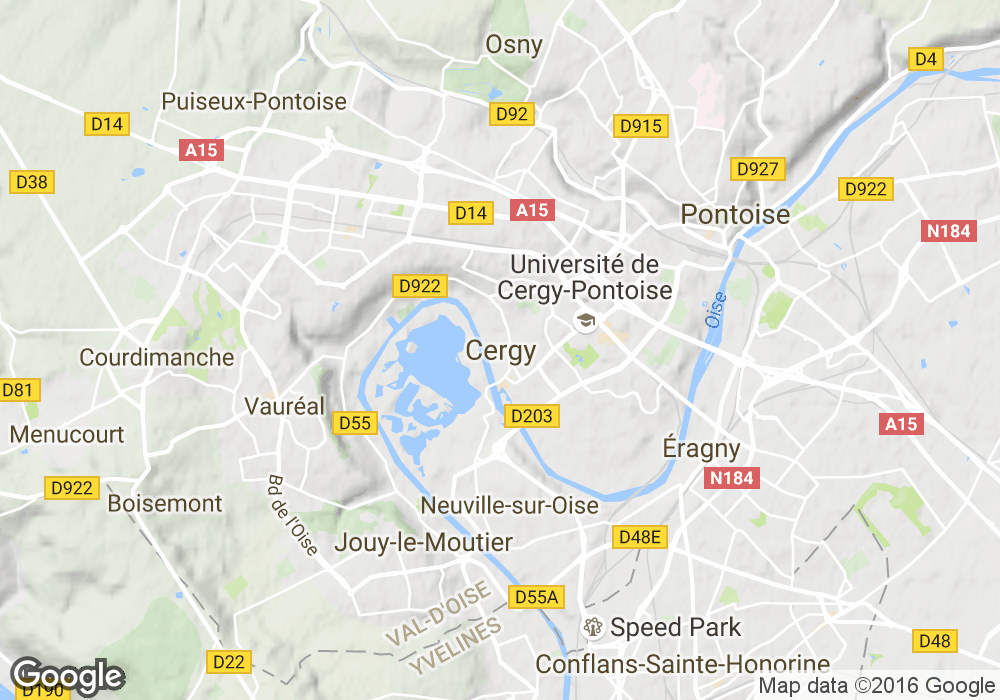 Osny
D4
Puiseux-Pontoise
D92
D14
D915
A15
D927
D38
D922
D14
A15
Pontoise
N184
Université de
Cergy-Pontoise
D922
Oise
Cergy
Courdimanche
D81
Vauréal
D203
D55
A15
Menucourt
Éragny
N184
D922
Boisemont
Bd de l'Oise
Neuville-sur-Oise
D48E
Jouy-le-Moutier
D55A
VAL-D'OISE
YVELINES
Speed Park
D48
D22
Conflans-Sainte-Honorine
D190
Google
Map data ©2016 Google